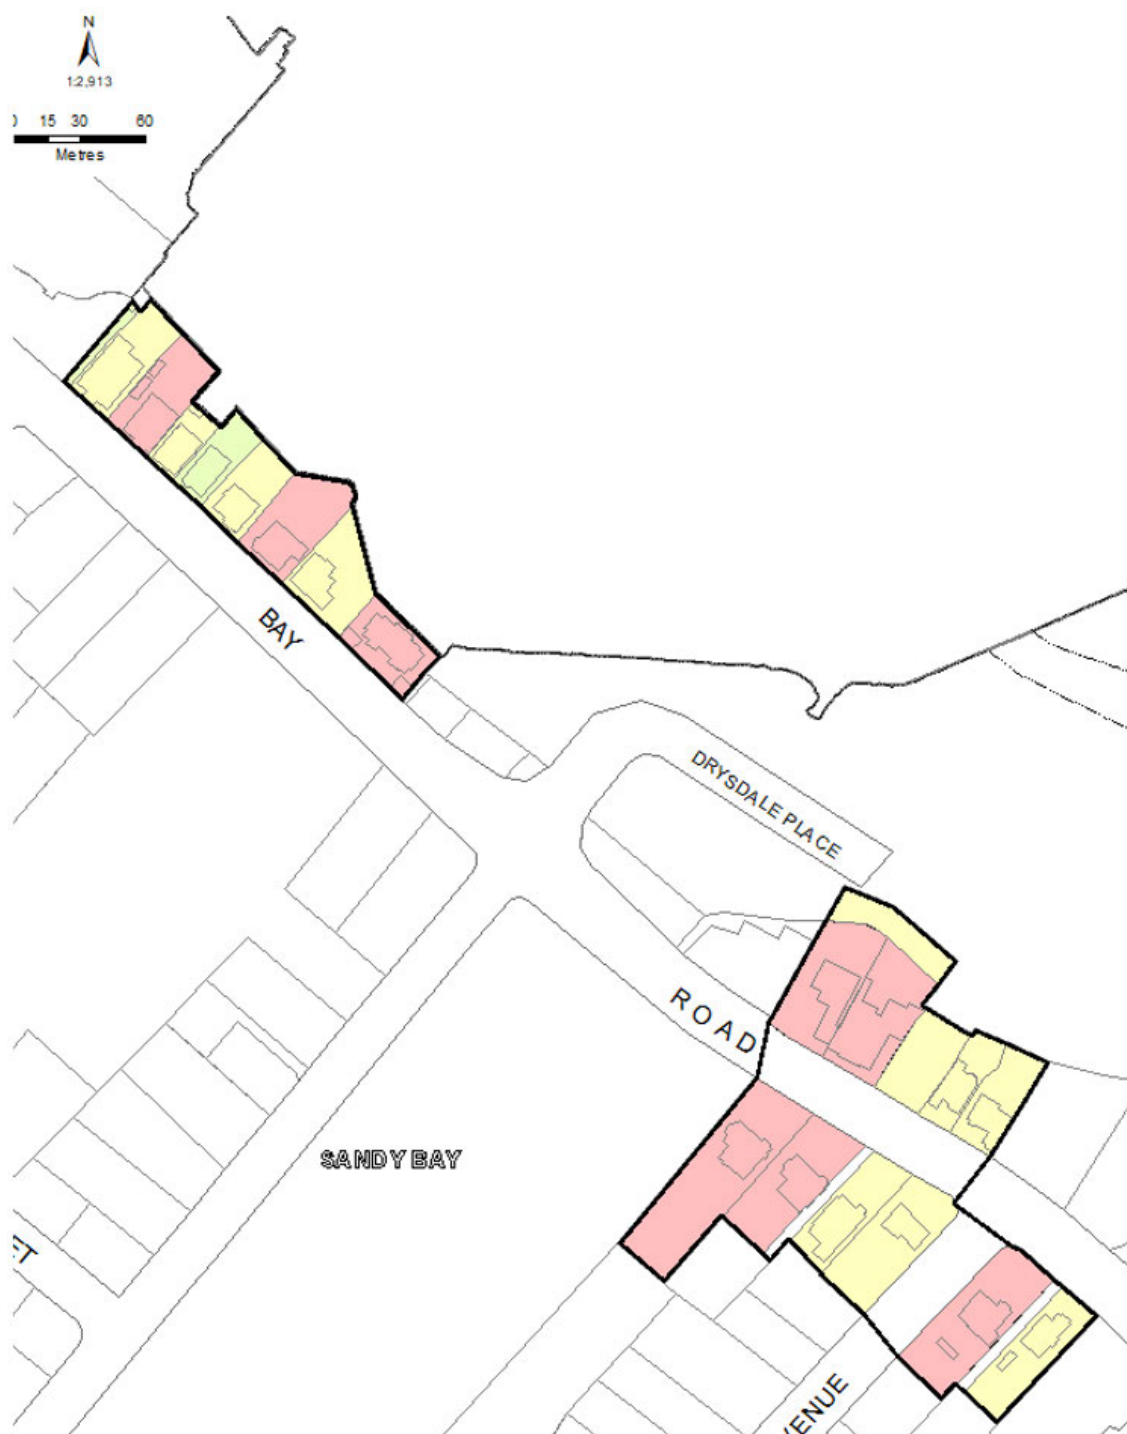 N
1:2,913
0 15 30 60
Metres
BAY
DRYSDALE PLACE
ROAD
SANDY BAY
ET
VENUE